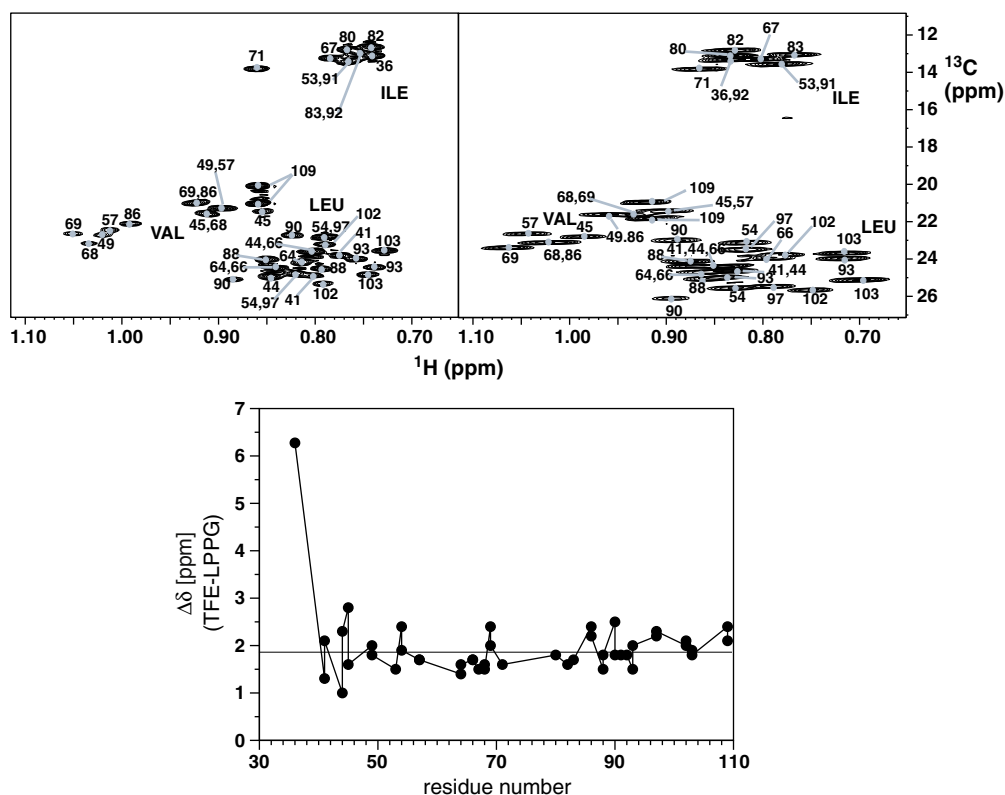 80 82
71 67
53,91 36
ILE
83,92
49,57
69,86 109
69 49 57 86
68
VAL
45,68 45
LEU
90 54,97 102
44,66 41
88 64 93 103
64,66 88 93
90 44 103
54,97 41 102
1.10 1.00 0.90 0.80 0.70
67
80 82 83
71 36,92 53,91
ILE
109
68,69 45,57
57 VAL 45 109
69 68,86 49.86
97 102
54 66 LEU
90 41,44,66 103
88 41,44
64,66 93 93
88 54 97 102 103
90
1.10 1.00 0.90 0.80 0.70
12
14
16
18
20
22
24
26
13C
(ppm)
1H (ppm)
7
6
5
4
3
2
1
0
Δδ [ppm]
(TFE-LPPG)
30 50 70 90 110
residue number